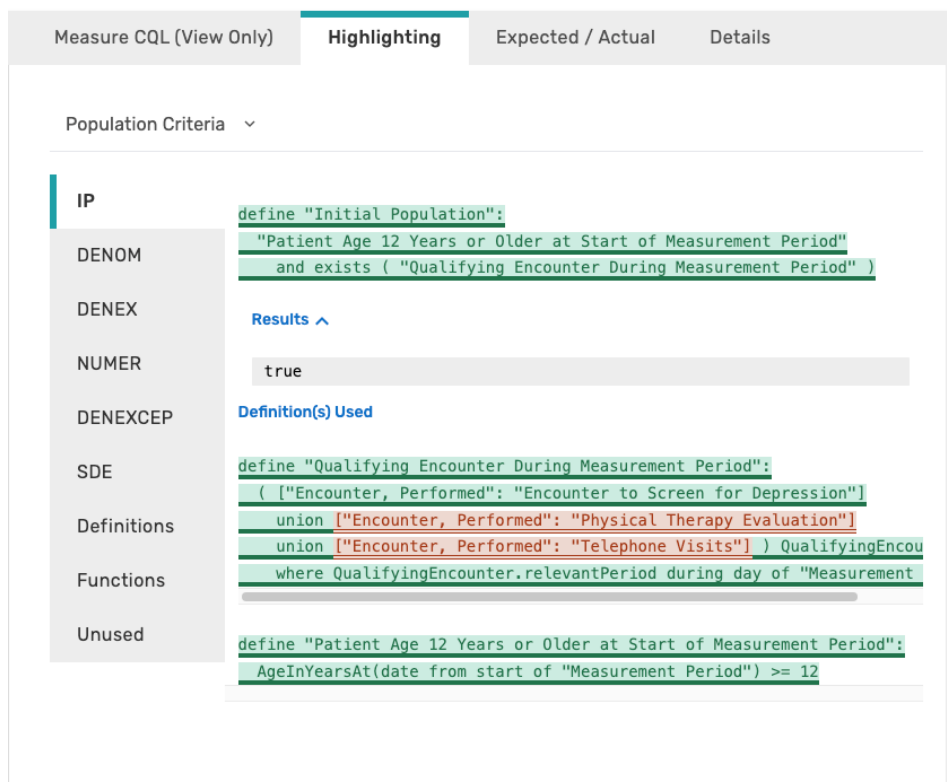 Measure CQL (View Only)
Highlighting
Expected / Actual
Details
Population Criteria
IP
DENOM
DENEX
NUMER
DENEXCEP
SDE
Definitions
Functions
Unused
define "Initial Population":
"Patient Age 12 Years or Older at Start of Measurement Period"
and exists ( "Qualifying Encounter During Measurement Period" )
Results
true
Definition(s) Used
define "Qualifying Encounter During Measurement Period":
( ["Encounter, Performed": "Encounter to Screen for Depression"]
union ["Encounter, Performed": "Physical Therapy Evaluation"]
union ["Encounter, Performed": "Telephone Visits"] ) QualifyingEncou
where QualifyingEncounter.relevantPeriod during day of "Measurement
define "Patient Age 12 Years or Older at Start of Measurement Period":
AgeInYearsAt(date from start of "Measurement Period") >= 12